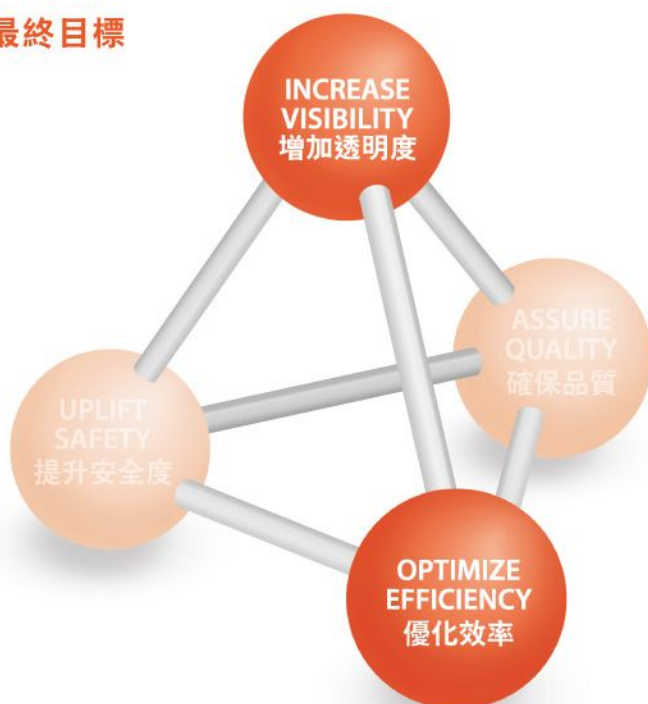 最終目標
INCREASE
VISIBILITY
增加透明度
ASSURE
QUALITY
確保品質
UPLIFT
SAFETY
提升安全度
OPTIMIZE
EFFICIENCY
優化效率